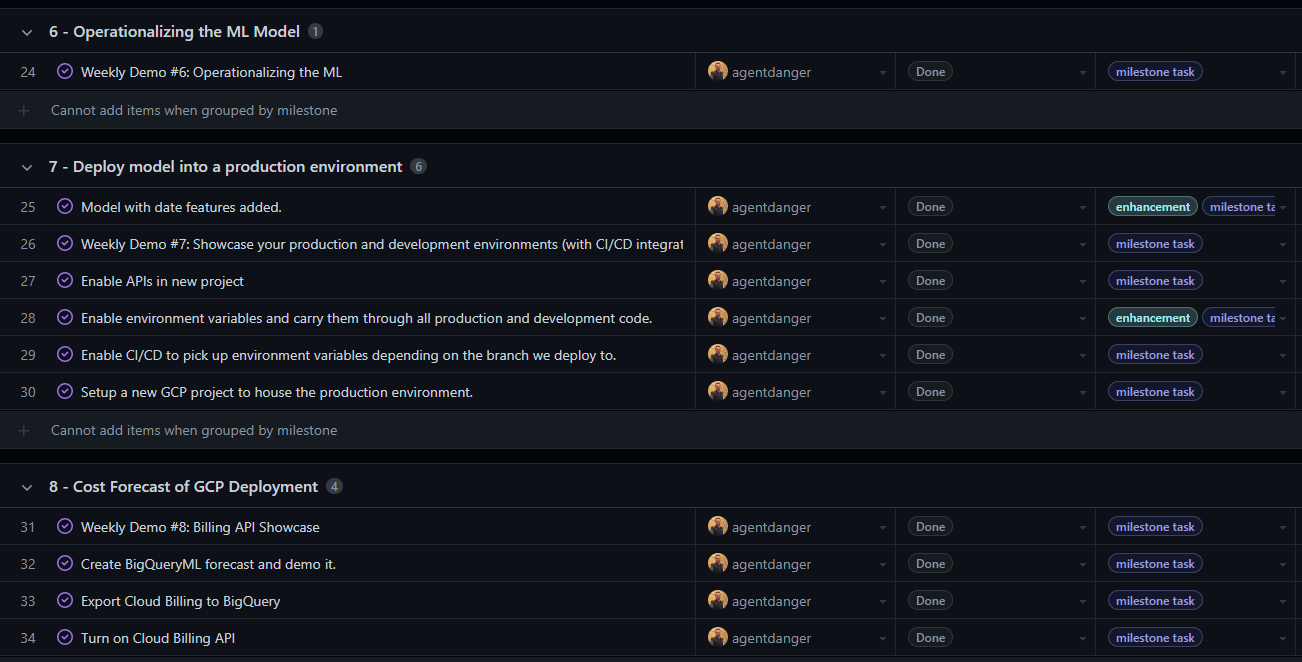 6 - Operationalizing the ML Model 1
24 Weekly Demo #6: Operationalizing the ML agentdanger Done milestone task
Cannot add items when grouped by milestone
7 - Deploy model into a production environment 6
25 Model with date features added. agentdanger Done enhancement milestone ta
26 Weekly Demo #7: Showcase your production and development environments (with CI/CD integrat agentdanger Done milestone task
27 Enable APIs in new project agentdanger Done milestone task
28 Enable environment variables and carry them through all production and development code. agentdanger Done enhancement milestone ta
29 Enable CI/CD to pick up environment variables depending on the branch we deploy to. agentdanger Done milestone task
30 Setup a new GCP project to house the production environment. agentdanger Done milestone task
Cannot add items when grouped by milestone
8 - Cost Forecast of GCP Deployment 4
31 Weekly Demo #8: Billing API Showcase agentdanger Done milestone task
32 Create BigQueryML forecast and demo it. agentdanger Done milestone task
33 Export Cloud Billing to BigQuery agentdanger Done milestone task
34 Turn on Cloud Billing API agentdanger Done milestone task